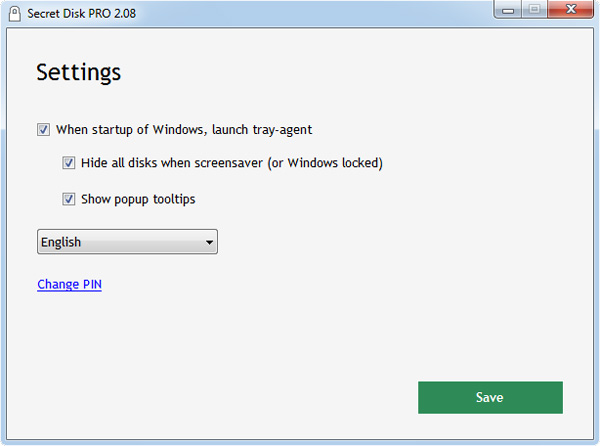 Secret Disk PRO 2.08
Settings
When startup of Windows, launch tray-agent
Hide all disks when screensaver (or Windows locked)
Show popup tooltips
English
Change PIN
Save